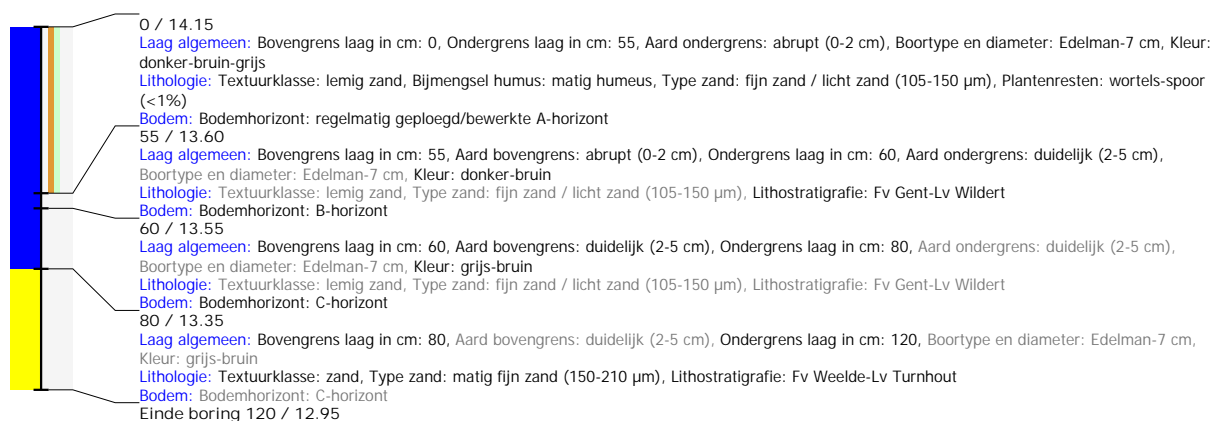 0 / 14.15
Laag algemeen: Bovengrens laag in cm: 0, Ondergrens laag in cm: 55, Aard ondergrens: abrupt (0-2 cm), Boortype en diameter: Edelman-7 cm, Kleur:
donker-bruin-grijs
Lithologie: Textuurklasse: lemig zand, Bijmengsel humus: matig humeus, Type zand: fijn zand / licht zand (105-150 µm), Plantenresten: wortels-spoor
(<1%)
Bodem: Bodemhorizont: regelmatig geploegd/bewerkte A-horizont
55 / 13.60
Laag algemeen: Bovengrens laag in cm: 55, Aard bovengrens: abrupt (0-2 cm), Ondergrens laag in cm: 60, Aard ondergrens: duidelijk (2-5 cm),
Boortype en diameter: Edelman-7 cm, Kleur: donker-bruin
Lithologie: Textuurklasse: lemig zand, Type zand: fijn zand / licht zand (105-150 µm), Lithostratigrafie: Fv Gent-Lv Wildert
Bodem: Bodemhorizont: B-horizont
60 / 13.55
Laag algemeen: Bovengrens laag in cm: 60, Aard bovengrens: duidelijk (2-5 cm), Ondergrens laag in cm: 80, Aard ondergrens: duidelijk (2-5 cm),
Boortype en diameter: Edelman-7 cm, Kleur: grijs-bruin
Lithologie: Textuurklasse: lemig zand, Type zand: fijn zand / licht zand (105-150 µm), Lithostratigrafie: Fv Gent-Lv Wildert
Bodem: Bodemhorizont: C-horizont
80 / 13.35
Laag algemeen: Bovengrens laag in cm: 80, Aard bovengrens: duidelijk (2-5 cm), Ondergrens laag in cm: 120, Boortype en diameter: Edelman-7 cm,
Kleur: grijs-bruin
Lithologie: Textuurklasse: zand, Type zand: matig fijn zand (150-210 µm), Lithostratigrafie: Fv Weelde-Lv Turnhout
Bodem: Bodemhorizont: C-horizont
Einde boring 120 / 12.95